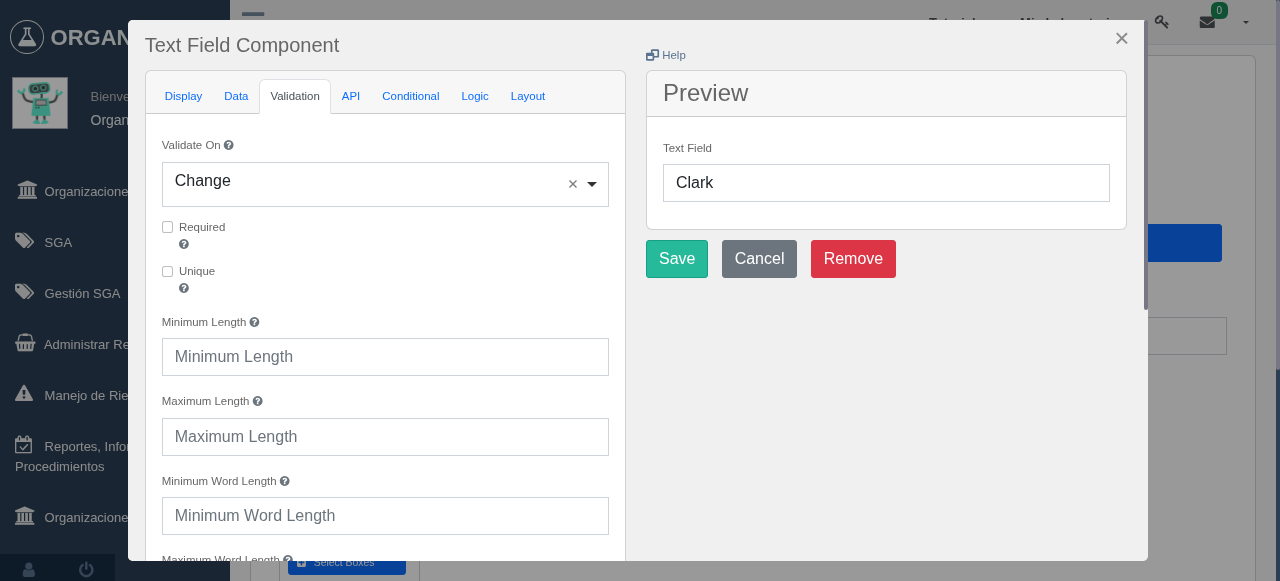 ORGAN
Bienve
Organ
Organizacione
SGA
Gestión SGA
Administrar Re
Manejo de Rie
Reportes, Infor
Procedimientos
Organizacione
0
Text Field Component
×
Help
Display Data Validation API Conditional Logic Layout
Validate On
Change
Required
Unique
Minimum Length
Minimum Length
Maximum Length
Maximum Length
Minimum Word Length
Minimum Word Length
Maximum Word Length
Preview
Text Field
Clark
Save Cancel Remove
Select Boxes